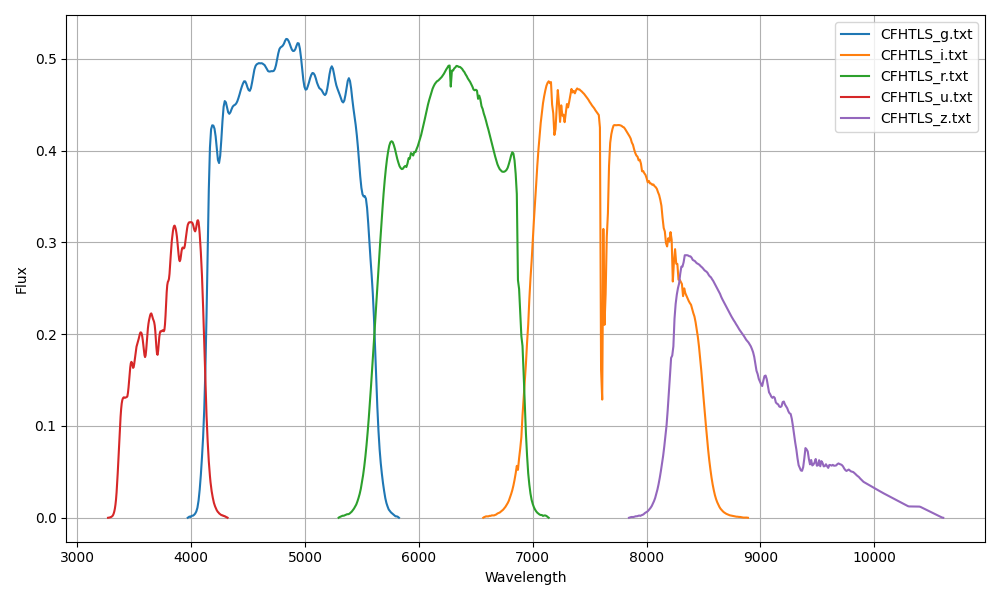 CFHTLS_g.txt
CFHTLS_i.txt
CFHTLS_r.txt
CFHTLS_u.txt
CFHTLS_z.txt
Flux
0.5
0.4
0.3
0.2
0.1
0.0
3000 4000 5000 6000 7000 8000 9000 10000
Wavelength